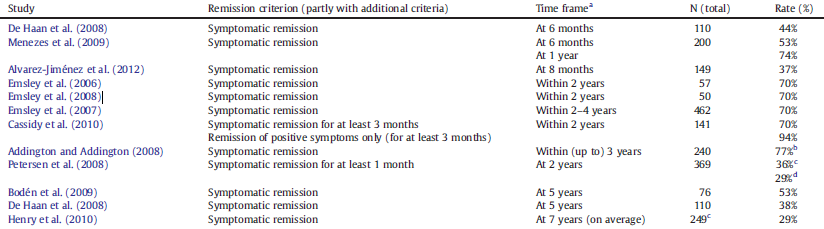 Study Remission criterion (partly with additional criteria) Time frameᵃ N (total) Rate (%)
De Haan et al. (2008) Symptomatic remission At 6 months 110 44%
Menezes et al. (2009) Symptomatic remission At 6 months 200 53%
At 1 year 74%
Alvarez-Jiménez et al. (2012) Symptomatic remission At 8 months 149 37%
Emsley et al. (2006) Symptomatic remission Within 2 years 57 70%
Emsley et al. (2008) Symptomatic remission Within 2 years 50 70%
Emsley et al. (2007) Symptomatic remission Within 2–4 years 462 70%
Cassidy et al. (2010) Symptomatic remission for at least 3 months Within 2 years 141 70%
Remission of positive symptoms only (for at least 3 months) 94%
Addington and Addington (2008) Symptomatic remission Within (up to) 3 years 240 77%ᵇ
Petersen et al. (2008) Symptomatic remission for at least 1 month At 2 years 369 36%ᶜ
29%ᵈ
Bodén et al. (2009) Symptomatic remission At 5 years 76 53%
De Haan et al. (2008) Symptomatic remission At 5 years 110 38%
Henry et al. (2010) Symptomatic remission At 7 years (on average) 249ᶜ 29%